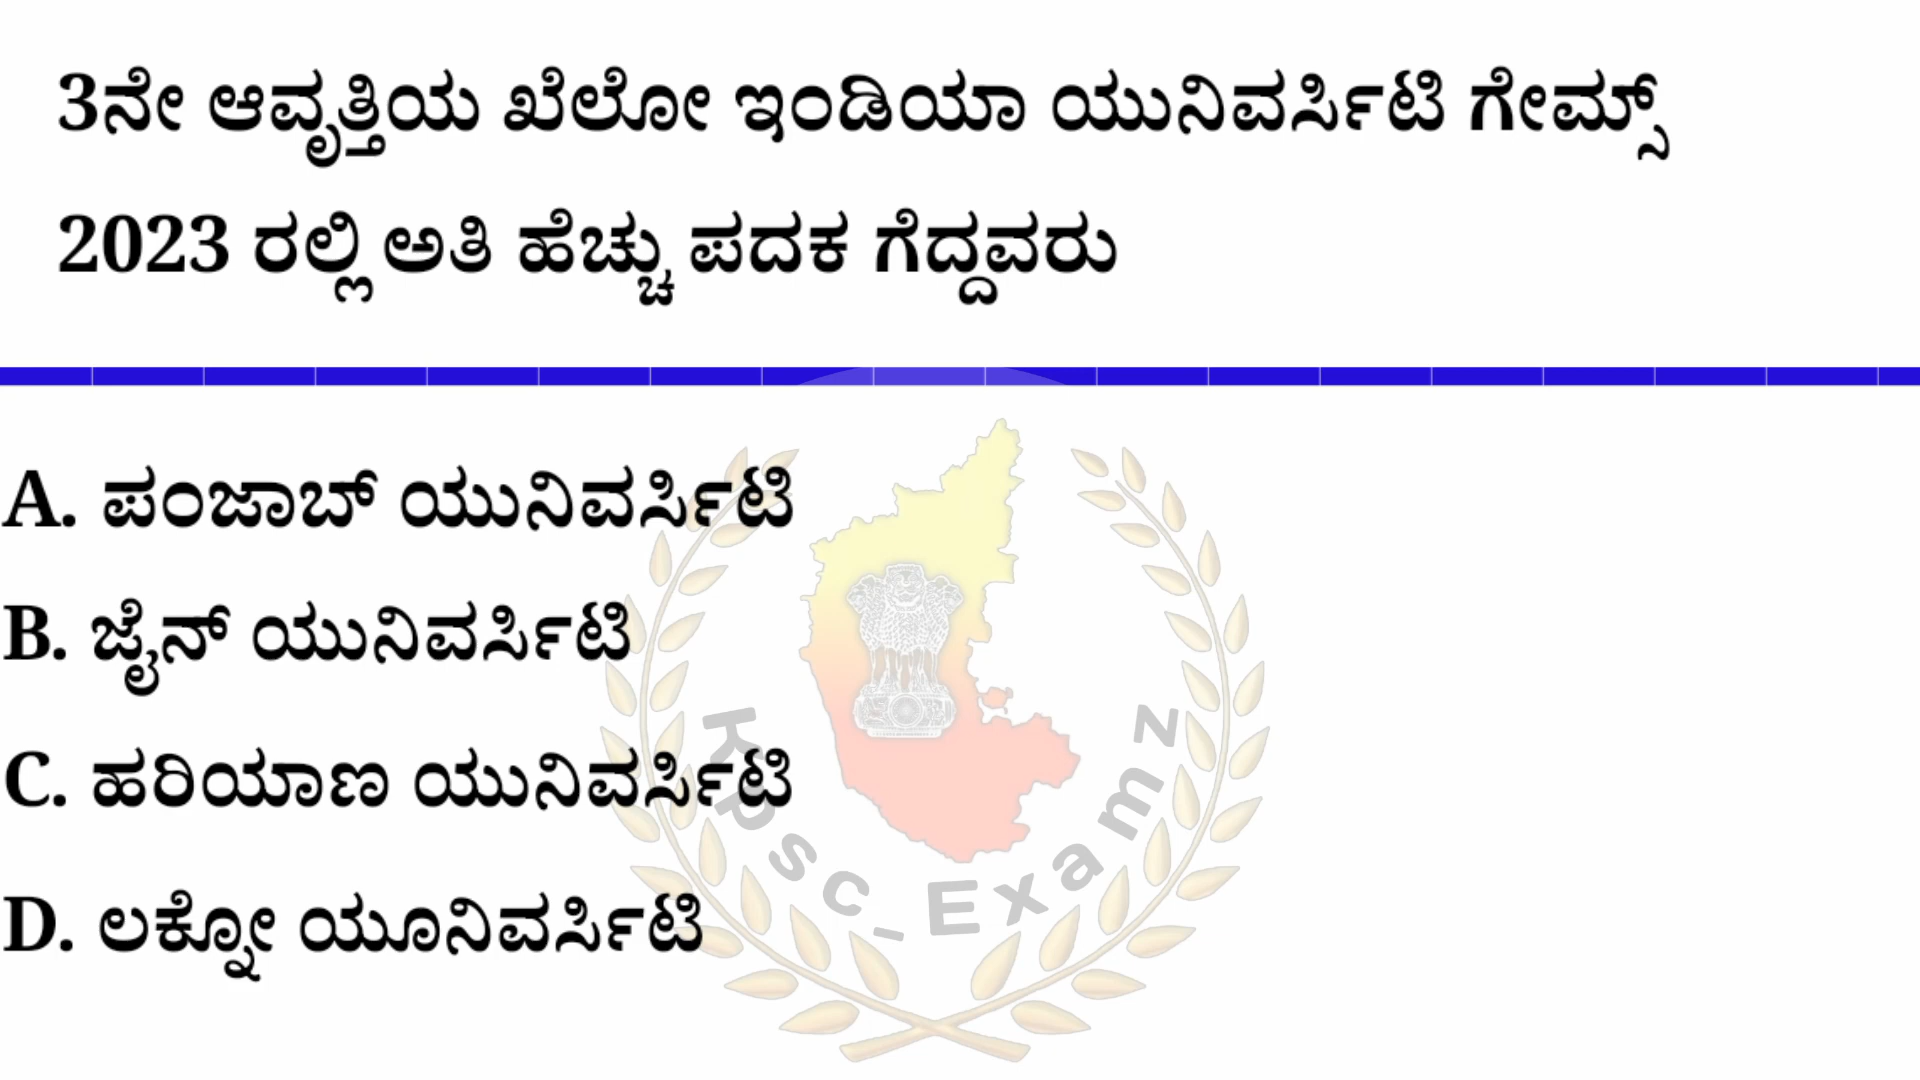 3ನೇ ಆವೃತ್ತಿಯ ಖೆಲೋ ಇಂಡಿಯಾ ಯುನಿವರ್ಸಿಟಿ ಗೇಮ್ಸ್
2023 ರಲ್ಲಿ ಅತಿ ಹೆಚ್ಚು ಪದಕ ಗೆದ್ದವರು
A. ಪಂಜಾಬ್ ಯುನಿವರ್ಸಿಟಿ
B. ಜೈನ್ ಯುನಿವರ್ಸಿಟಿ
C. ಹರಿಯಾಣ ಯುನಿವರ್ಸಿಟಿ
D. ಲಕ್ನೋ ಯೂನಿವರ್ಸಿಟಿ
Kpsc_Examz